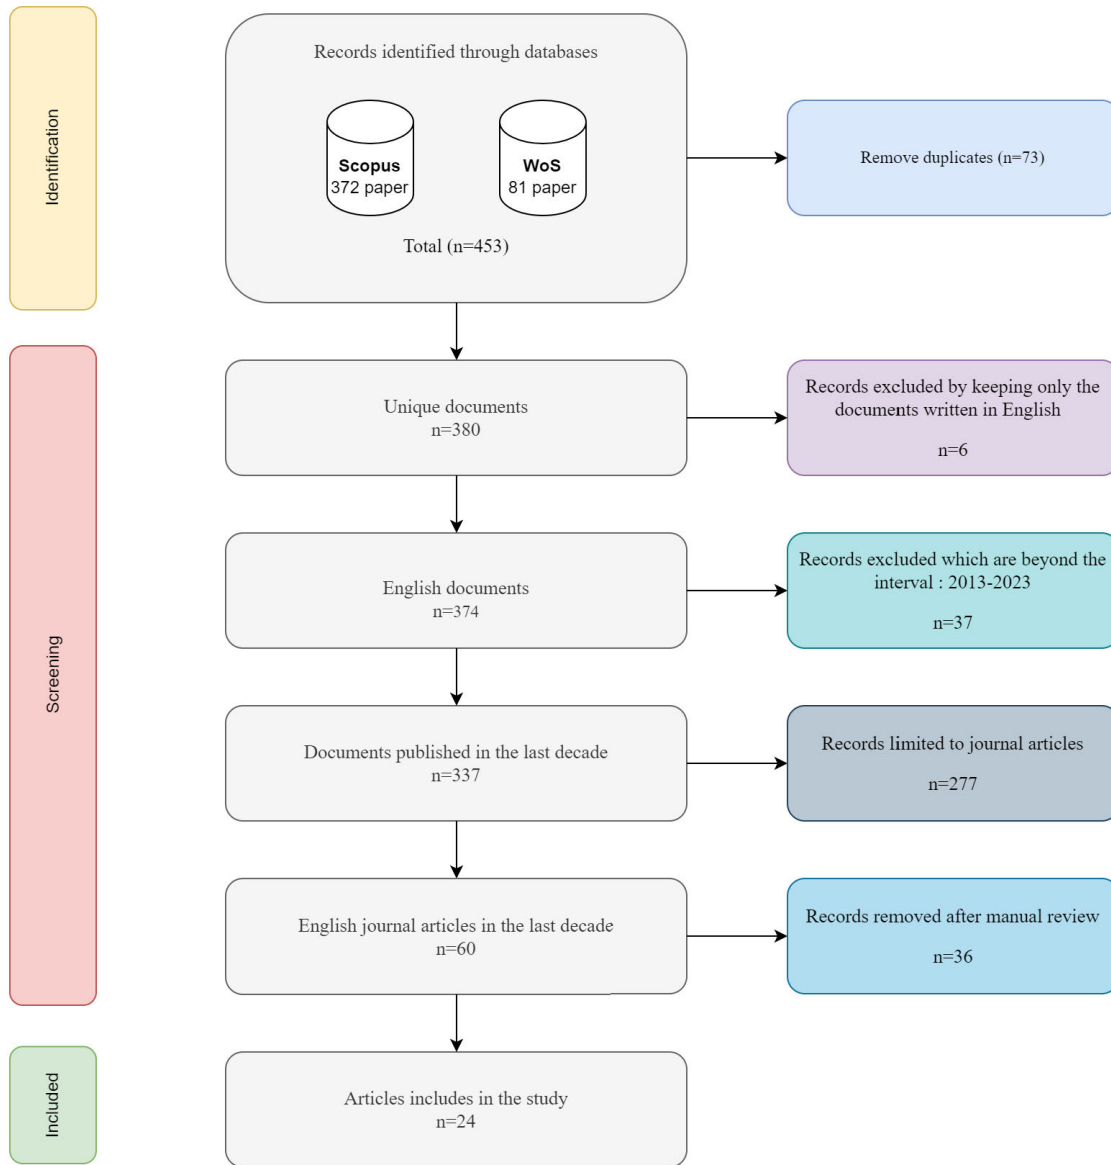 Identification
Records identified through databases
Scopus
372 paper
WoS
81 paper
Total (n=453)
Remove duplicates (n=73)
Screening
Unique documents
n=380
Records excluded by keeping only the
documents written in English
n=6
English documents
n=374
Records excluded which are beyond the
interval : 2013-2023
n=37
Documents published in the last decade
n=337
Records limited to journal articles
n=277
English journal articles in the last decade
n=60
Records removed after manual review
n=36
Included
Articles includes in the study
n=24